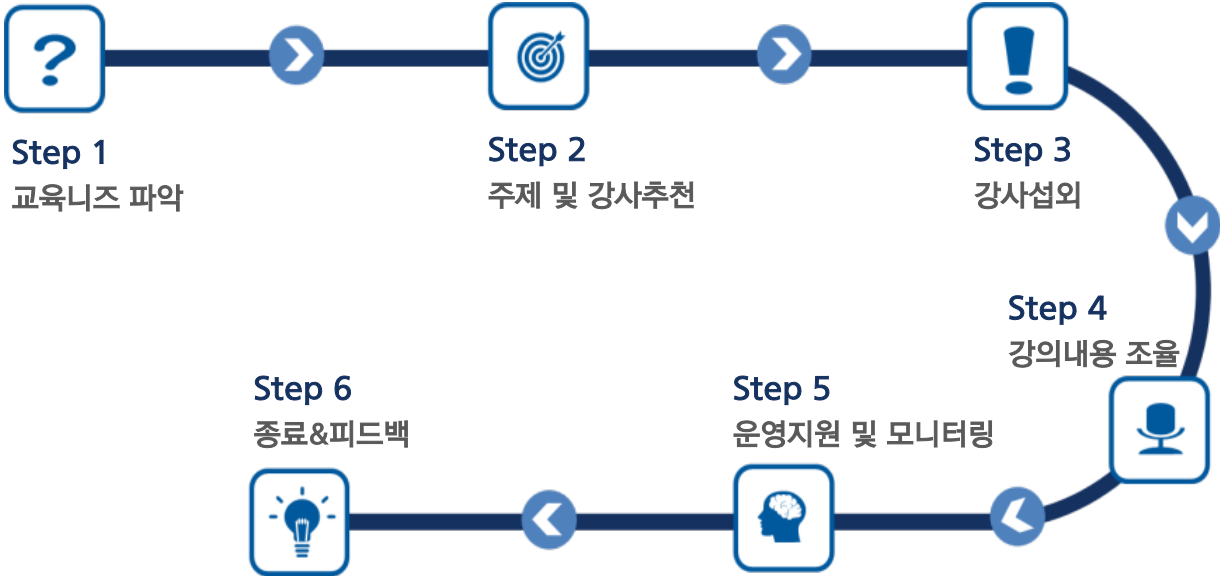 Step 1
교육니즈 파악
Step 2
주제 및 강사추천
Step 3
강사섭외
Step 4
강의내용 조율
Step 5
운영지원 및 모니터링
Step 6
종료&피드백